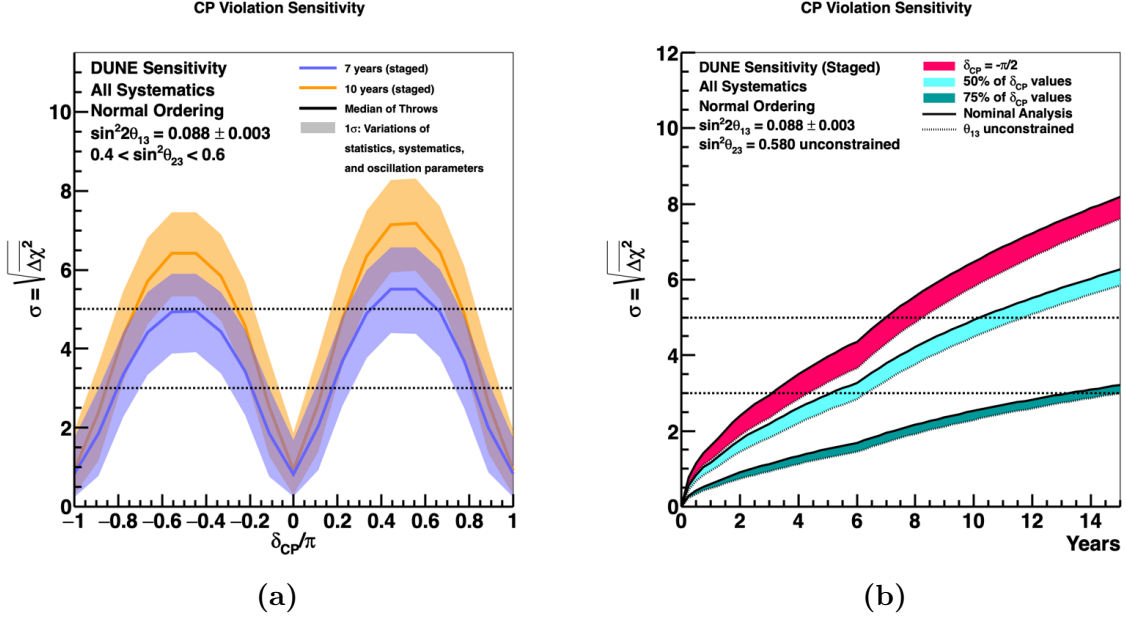 CP Violation Sensitivity
DUNE Sensitivity
All Systematics
Normal Ordering
sin²2θ₁₃ = 0.088 ± 0.003
0.4 < sin²θ₂₃ < 0.6
7 years (staged)
10 years (staged)
Median of Throws
1σ: Variations of
statistics, systematics,
and oscillation parameters
σ = √Δχ²
10
8
6
4
2
0
−1 −0.8 −0.6 −0.4 −0.2 0 0.2 0.4 0.6 0.8 1
δCP/π
(a)
CP Violation Sensitivity
DUNE Sensitivity (Staged)
All Systematics
Normal Ordering
sin²2θ₁₃ = 0.088 ± 0.003
sin²θ₂₃ = 0.580 unconstrained
δCP = -π/2
50% of δCP values
75% of δCP values
Nominal Analysis
θ₁₃ unconstrained
σ = √Δχ²
12
10
8
6
4
2
0
0 2 4 6 8 10 12 14
Years
(b)